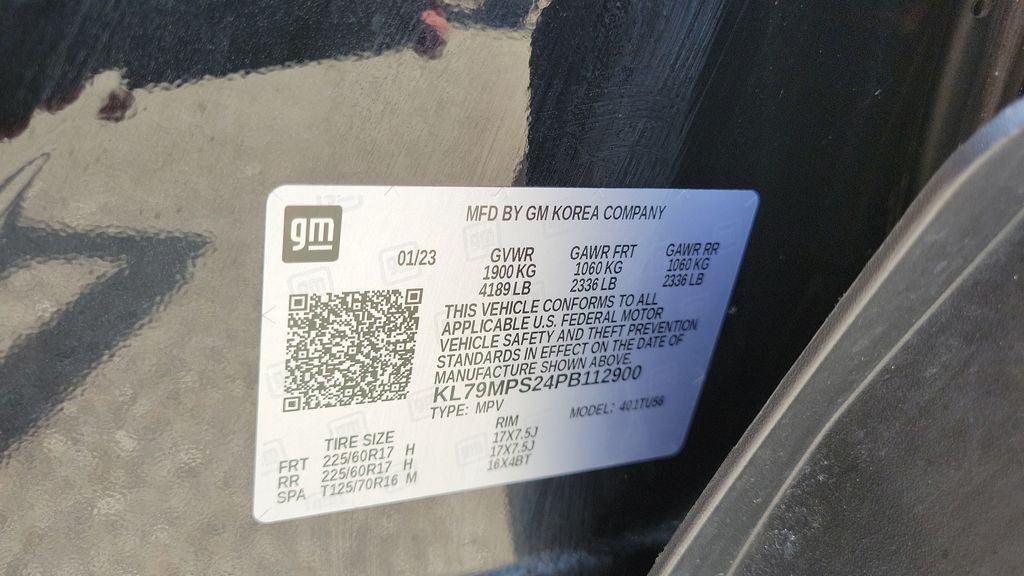 gm
MFD BY GM KOREA COMPANY
01/23 GVWR GAWR FRT GAWR RR
1900 KG 1060 KG 1060 KG
4189 LB 2336 LB 2336 LB
THIS VEHICLE CONFORMS TO ALL
APPLICABLE U.S. FEDERAL MOTOR
VEHICLE SAFETY AND THEFT PREVENTION
STANDARDS IN EFFECT ON THE DATE OF
MANUFACTURE SHOWN ABOVE.
KL79MPS24PB112900
TYPE: MPV MODEL: 401TU56
TIRE SIZE RIM
FRT 225/60R17 H 17X7.5J
RR 225/60R17 H 17X7.5J
SPA T125/70R16 M 16X4BT